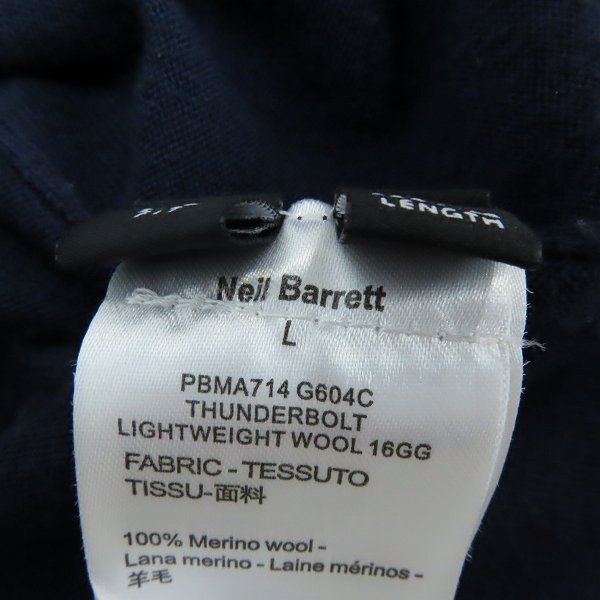 LENGTH
Neil Barrett
L
PBMA714 G604C
THUNDERBOLT
LIGHTWEIGHT WOOL 16GG
FABRIC - TESSUTO
TISSU-面料
100% Merino wool -
Lana merino - Laine mérinos -
羊毛